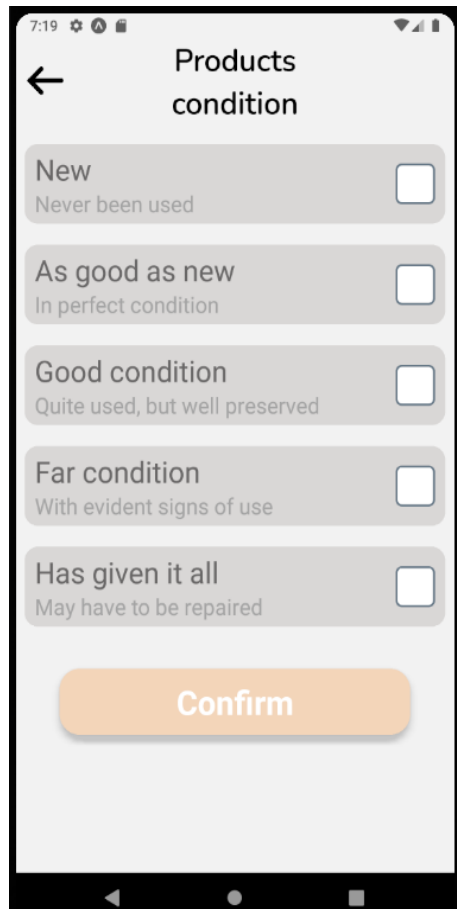 7:19
Products
condition
New
Never been used
As good as new
In perfect condition
Good condition
Quite used, but well preserved
Far condition
With evident signs of use
Has given it all
May have to be repaired
Confirm